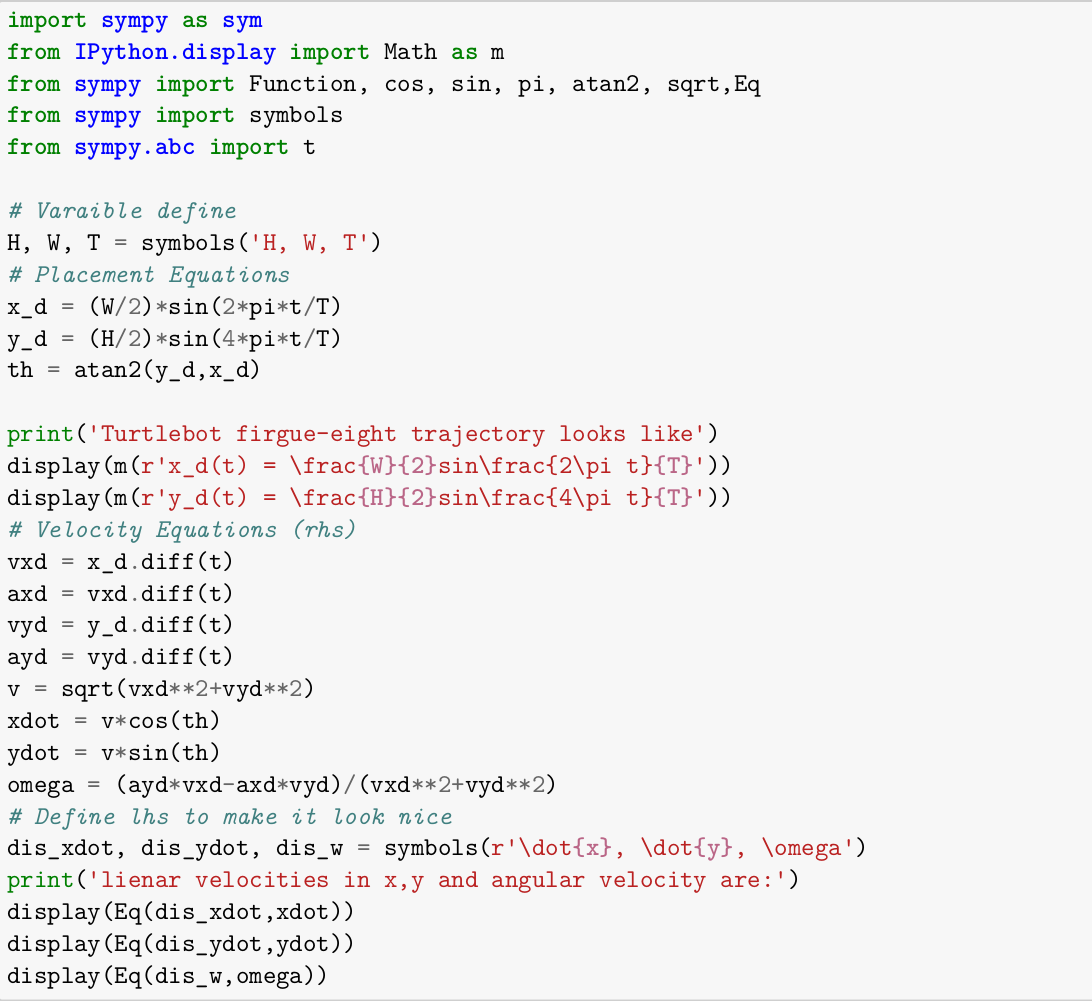 import sympy as sym
from IPython.display import Math as m
from sympy import Function, cos, sin, pi, atan2, sqrt,Eq
from sympy import symbols
from sympy.abc import t

# Varaible define
H, W, T = symbols('H, W, T')
# Placement Equations
x_d = (W/2)*sin(2*pi*t/T)
y_d = (H/2)*sin(4*pi*t/T)
th = atan2(y_d,x_d)

print('Turtlebot firgue-eight trajectory looks like')
display(m(r'x_d(t) = \frac{W}{2}sin\frac{2\pi t}{T}'))
display(m(r'y_d(t) = \frac{H}{2}sin\frac{4\pi t}{T}'))
# Velocity Equations (rhs)
vxd = x_d.diff(t)
axd = vxd.diff(t)
vyd = y_d.diff(t)
ayd = vyd.diff(t)
v = sqrt(vxd**2+vyd**2)
xdot = v*cos(th)
ydot = v*sin(th)
omega = (ayd*vxd-axd*vyd)/(vxd**2+vyd**2)
# Define lhs to make it look nice
dis_xdot, dis_ydot, dis_w = symbols(r'\dot{x}, \dot{y}, \omega')
print('lienar velocities in x,y and angular velocity are:')
display(Eq(dis_xdot,xdot))
display(Eq(dis_ydot,ydot))
display(Eq(dis_w,omega))